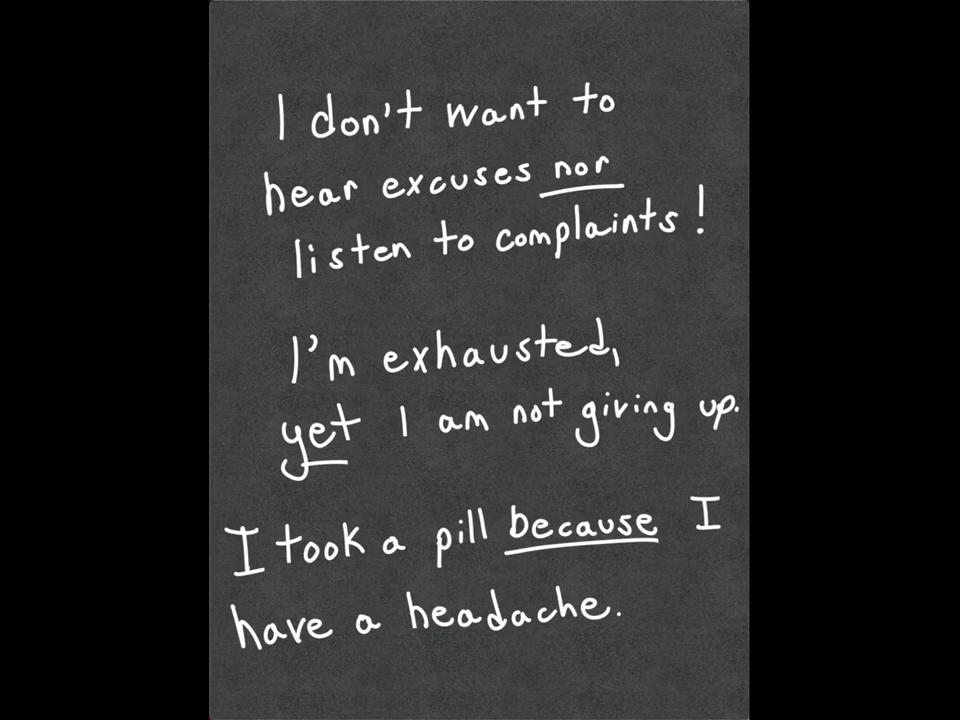 I don't want to
hear excuses nor
listen to complaints!
I'm exhausted,
yet I am not giving up.
I took a pill because I
have a headache.